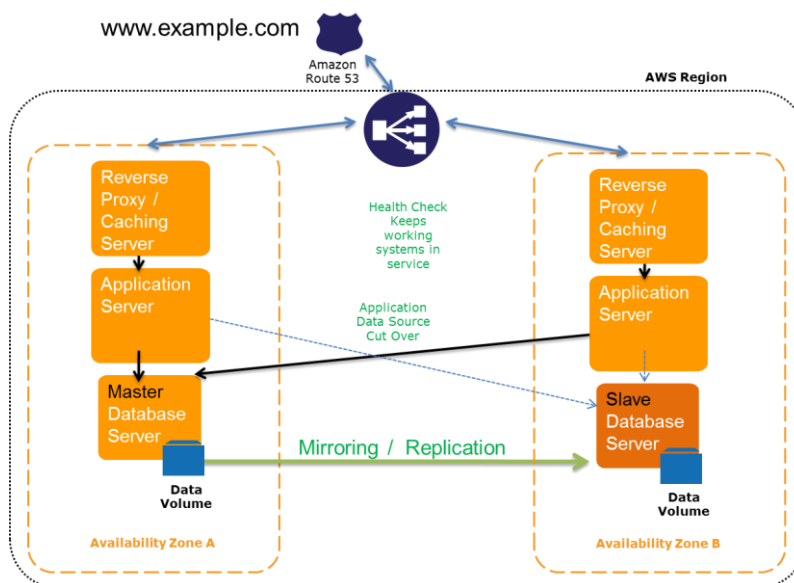 www.example.com
Amazon
Route 53
AWS Region
Reverse
Proxy /
Caching
Server
Application
Server
Master
Database
Server
Data
Volume
Availability Zone A
Health Check
Keeps
working
systems in
service
Application
Data Source
Cut Over
Mirroring / Replication
Reverse
Proxy /
Caching
Server
Application
Server
Slave
Database
Server
Data
Volume
Availability Zone B